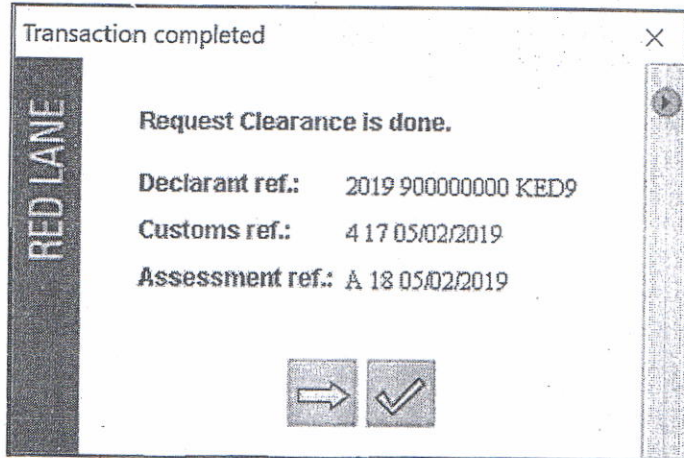 Transaction completed
RED LANE
Request Clearance is done.
Declarant ref.: 2019 900000000 KED9
Customs ref.: 4 17 05/02/2019
Assessment ref.: A 18 05/02/2019